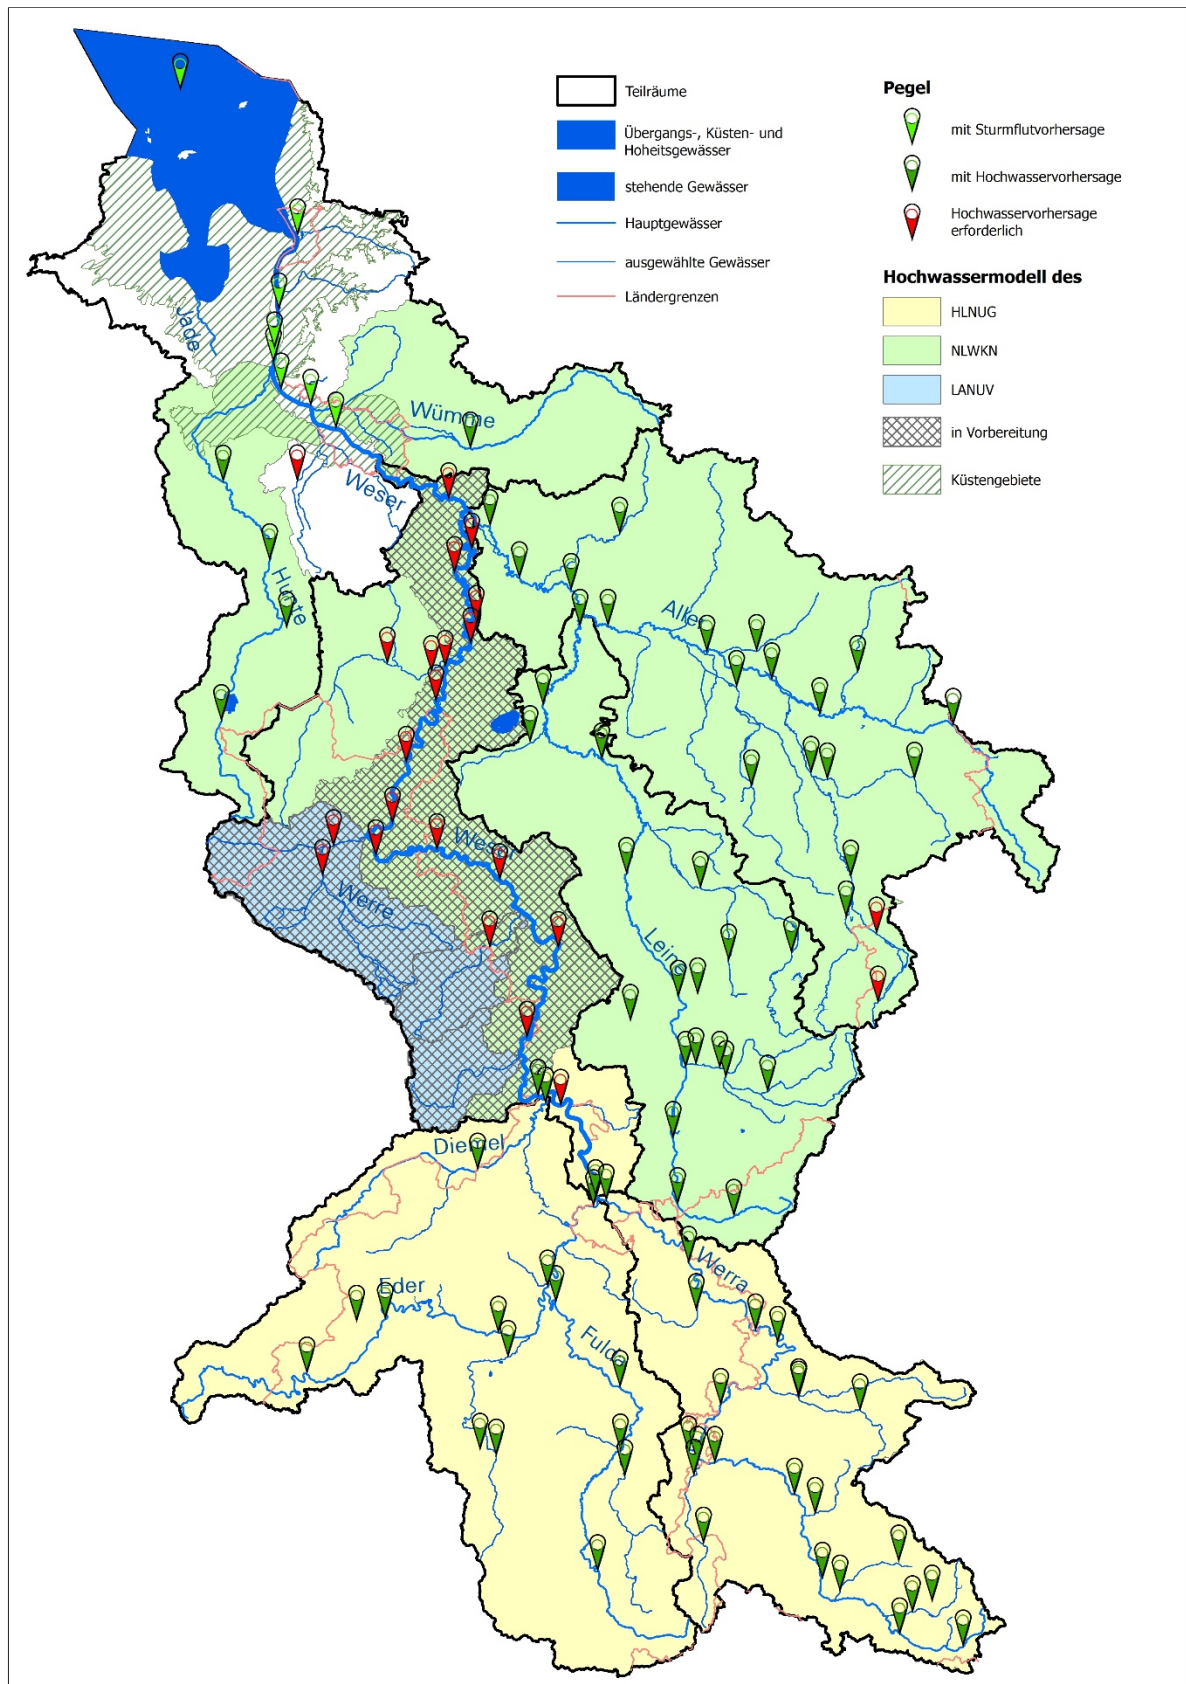 Teilräume
Übergangs-, Küsten- und
Hoheitsgewässer
stehende Gewässer
Hauptgewässer
ausgewählte Gewässer
Ländergrenzen
Pegel
mit Sturmflutvorhersage
mit Hochwasservorhersage
Hochwasservorhersage
erforderlich
Hochwassermodell des
HLNUG
NLWKN
LANUV
in Vorbereitung
Küstengebiete
Jade
Wümme
Weser
Hunte
Aller
Weser
Werre
Leine
Diemel
Werra
Eder
Fulda